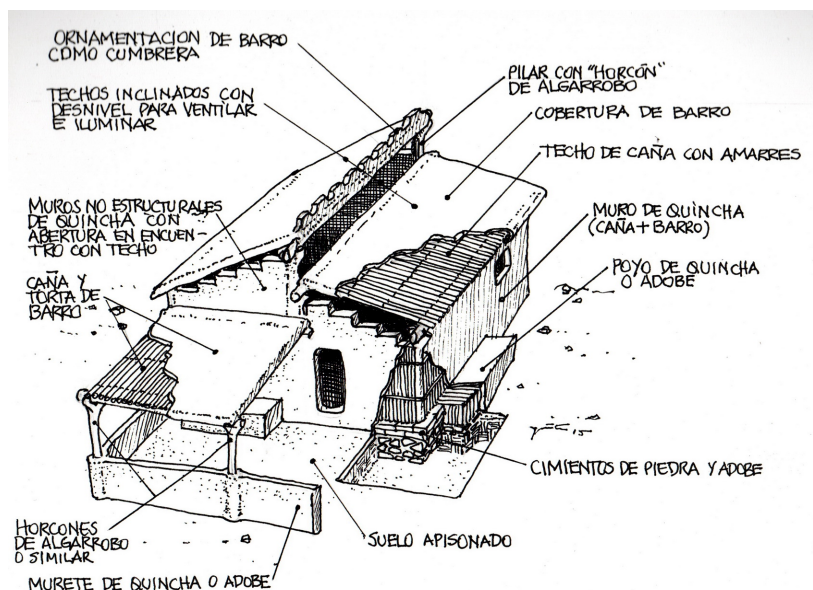 ORNAMENTACION DE BARRO
COMO CUMBRERA
TECHOS INCLINADOS CON
DESNIVEL PARA VENTILAR
E ILUMINAR
MUROS NO ESTRUCTURALES
DE QUINCHA CON
ABERTURA EN ENCUEN-
TRO CON TECHO
CAÑA Y
TORTA DE
BARRO
HORCONES
DE ALGARROBO
O SIMILAR
MURETE DE QUINCHA O ADOBE
PILAR CON "HORCÓN"
DE ALGARROBO
COBERTURA DE BARRO
TECHO DE CAÑA CON AMARRES
MURO DE QUINCHA
(CAÑA+BARRO)
POYO DE QUINCHA
O ADOBE
CIMIENTOS DE PIEDRA Y ADOBE
SUELO APISONADO